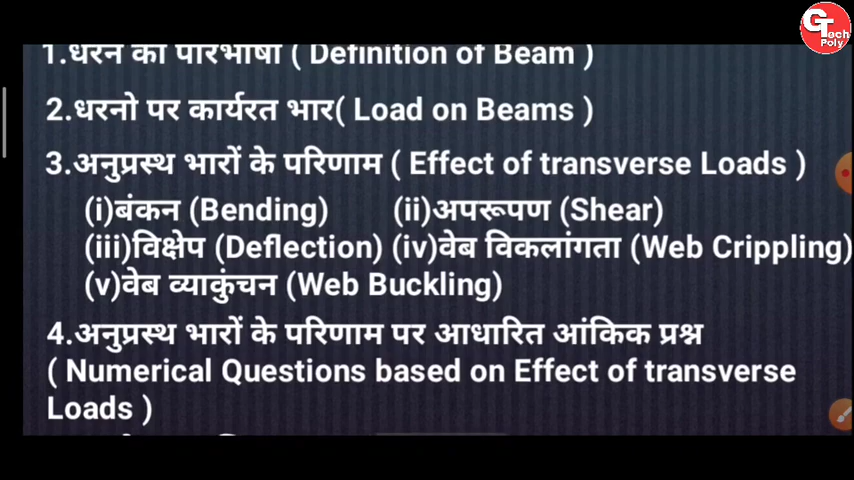 GTech
Poly
1.धरन की परिभाषा ( Definition of Beam )
2.धरनो पर कार्यरत भार( Load on Beams )
3.अनुप्रस्थ भारों के परिणाम ( Effect of transverse Loads )
(i)बंकन (Bending) (ii)अपरूपण (Shear)
(iii)विक्षेप (Deflection) (iv)वेब विकलांगता (Web Crippling)
(v)वेब व्याकुंचन (Web Buckling)
4.अनुप्रस्थ भारों के परिणाम पर आधारित आंकिक प्रश्न
( Numerical Questions based on Effect of transverse
Loads )